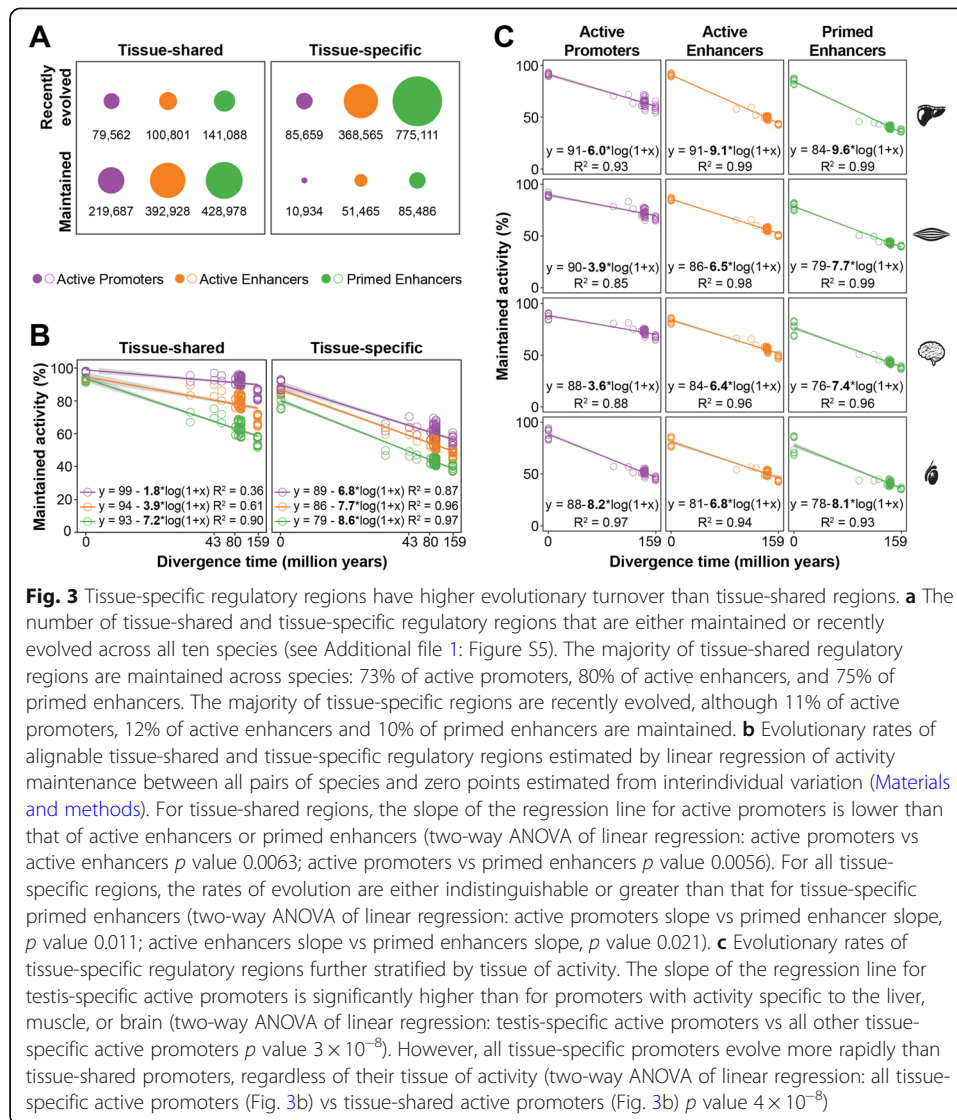 A
Tissue-shared
Tissue-specific
Recently evolved
79,562
100,801
141,088
85,659
368,565
775,111
Maintained
219,687
392,928
428,978
10,934
51,465
85,486
Active Promoters
Active Enhancers
Primed Enhancers
B
Tissue-shared
Tissue-specific
Maintained activity (%)
100
80
60
40
20
0
y = 99 - 1.8*log(1+x) R² = 0.36
y = 94 - 3.9*log(1+x) R² = 0.61
y = 93 - 7.2*log(1+x) R² = 0.90
y = 89 - 6.8*log(1+x) R² = 0.87
y = 86 - 7.7*log(1+x) R² = 0.96
y = 79 - 8.6*log(1+x) R² = 0.97
0 43 80 159
0 43 80 159
Divergence time (million years)
C
Active Promoters
Active Enhancers
Primed Enhancers
Maintained activity (%)
100
50
0
y = 91-6.0*log(1+x)
R² = 0.93
y = 91-9.1*log(1+x)
R² = 0.99
y = 84-9.6*log(1+x)
R² = 0.99
100
50
0
y = 90-3.9*log(1+x)
R² = 0.85
y = 86-6.5*log(1+x)
R² = 0.98
y = 79-7.7*log(1+x)
R² = 0.99
100
50
0
y = 88-3.6*log(1+x)
R² = 0.88
y = 84-6.4*log(1+x)
R² = 0.96
y = 76-7.4*log(1+x)
R² = 0.96
100
50
0
y = 88-8.2*log(1+x)
R² = 0.97
y = 81-6.8*log(1+x)
R² = 0.94
y = 78-8.1*log(1+x)
R² = 0.93
0 159
0 159
0 159
Divergence time (million years)
Fig. 3 Tissue-specific regulatory regions have higher evolutionary turnover than tissue-shared regions. a The
number of tissue-shared and tissue-specific regulatory regions that are either maintained or recently
evolved across all ten species (see Additional file 1: Figure S5). The majority of tissue-shared regulatory
regions are maintained across species: 73% of active promoters, 80% of active enhancers, and 75% of
primed enhancers. The majority of tissue-specific regions are recently evolved, although 11% of active
promoters, 12% of active enhancers and 10% of primed enhancers are maintained. b Evolutionary rates of
alignable tissue-shared and tissue-specific regulatory regions estimated by linear regression of activity
maintenance between all pairs of species and zero points estimated from interindividual variation (Materials
and methods). For tissue-shared regions, the slope of the regression line for active promoters is lower than
that of active enhancers or primed enhancers (two-way ANOVA of linear regression: active promoters vs
active enhancers p value 0.0063; active promoters vs primed enhancers p value 0.0056). For all tissue-
specific regions, the rates of evolution are either indistinguishable or greater than that for tissue-specific
primed enhancers (two-way ANOVA of linear regression: active promoters slope vs primed enhancer slope,
p value 0.011; active enhancers slope vs primed enhancers slope, p value 0.021). c Evolutionary rates of
tissue-specific regulatory regions further stratified by tissue of activity. The slope of the regression line for
testis-specific active promoters is significantly higher than for promoters with activity specific to the liver,
muscle, or brain (two-way ANOVA of linear regression: testis-specific active promoters vs all other tissue-
specific active promoters p value 3 × 10⁻⁸). However, all tissue-specific promoters evolve more rapidly than
tissue-shared promoters, regardless of their tissue of activity (two-way ANOVA of linear regression: all tissue-
specific active promoters (Fig. 3b) vs tissue-shared active promoters (Fig. 3b) p value 4 × 10⁻⁸)